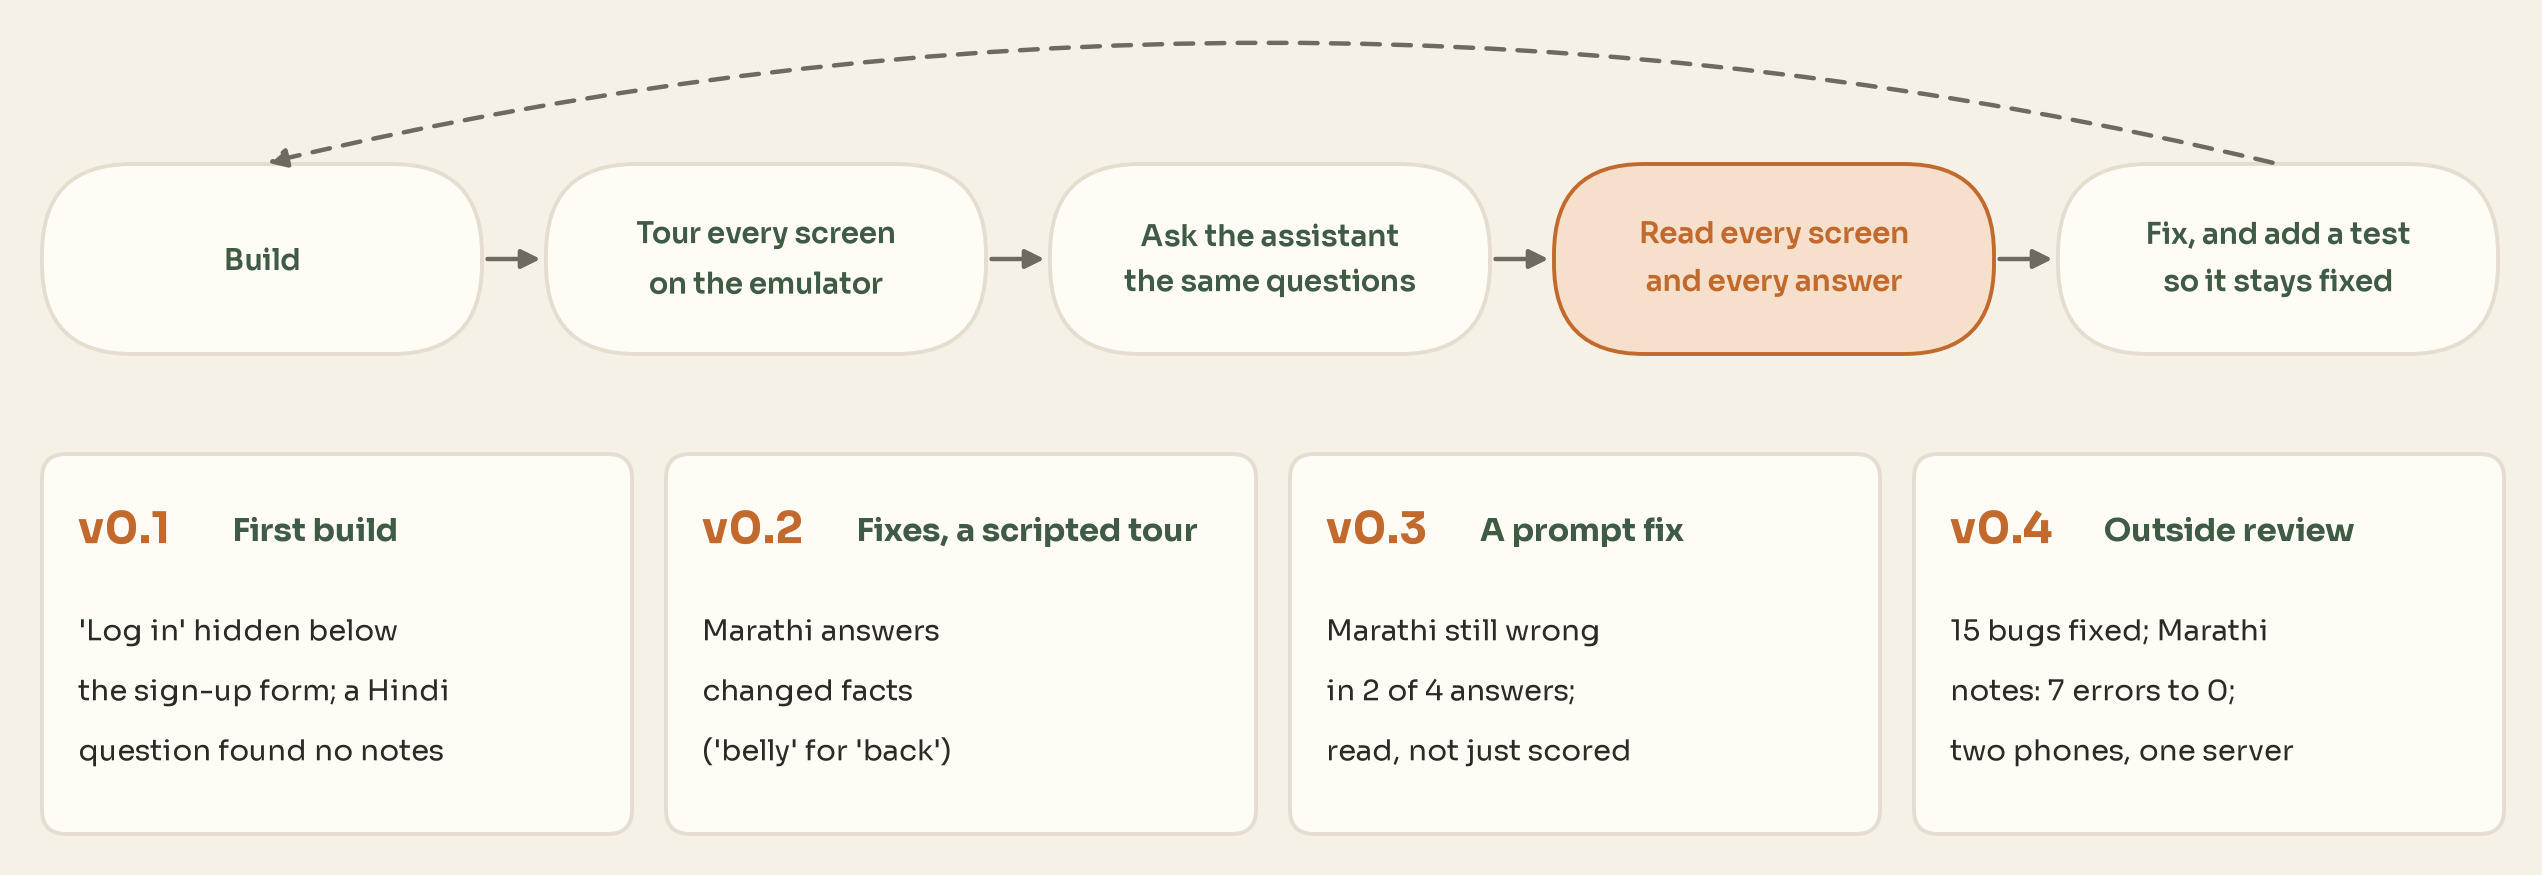 Build
Tour every screen
on the emulator
Ask the assistant
the same questions
Read every screen
and every answer
Fix, and add a test
so it stays fixed
v0.1 First build
'Log in' hidden below
the sign-up form; a Hindi
question found no notes
v0.2 Fixes, a scripted tour
Marathi answers
changed facts
('belly' for 'back')
v0.3 A prompt fix
Marathi still wrong
in 2 of 4 answers;
read, not just scored
v0.4 Outside review
15 bugs fixed; Marathi
notes: 7 errors to 0;
two phones, one server